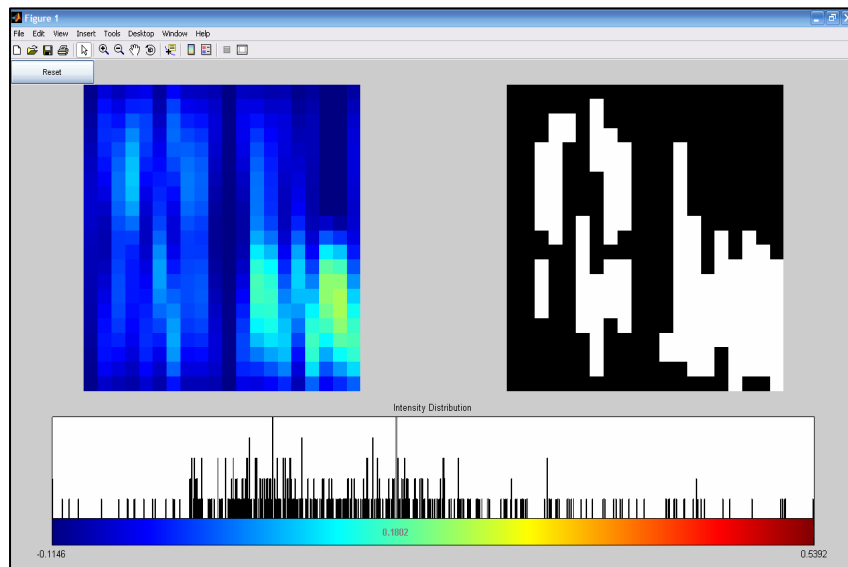 Figure 1
File Edit View Insert Tools Desktop Window Help
Reset
Intensity Distribution
0.1802
-0.1146 0.5392